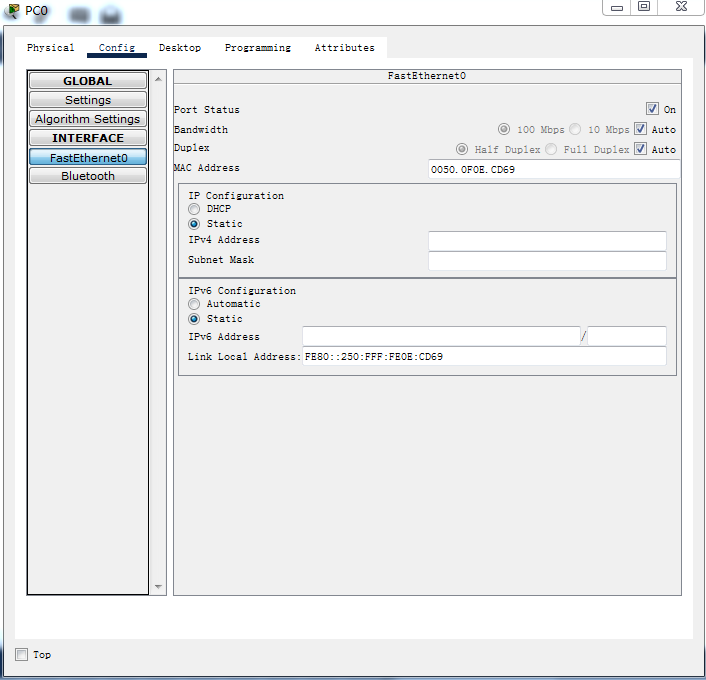 PC0
Physical Config Desktop Programming Attributes
GLOBAL
Settings
Algorithm Settings
INTERFACE
FastEthernet0
Bluetooth
FastEthernet0
Port Status On
Bandwidth 100 Mbps 10 Mbps Auto
Duplex Half Duplex Full Duplex Auto
MAC Address 0050.0F0E.CD69
IP Configuration
DHCP
Static
IPv4 Address
Subnet Mask
IPv6 Configuration
Automatic
Static
IPv6 Address /
Link Local Address: FE80::250:FFF:FE0E:CD69
Top